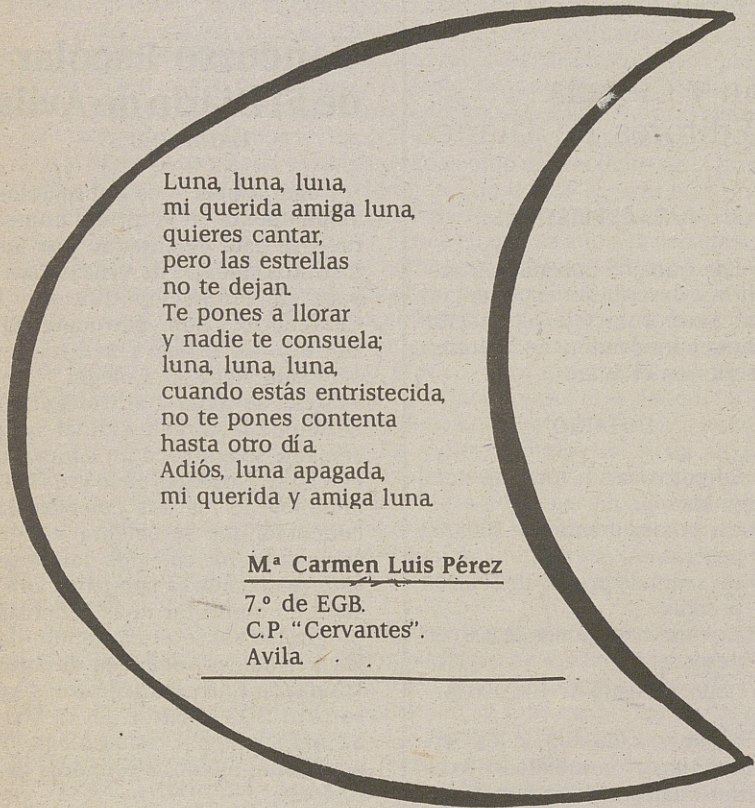 Luna, luna, luna,
mi querida amiga luna,
quieres cantar,
pero las estrellas
no te dejan.
Te pones a llorar
y nadie te consuela;
luna, luna, luna,
cuando estás entristecida,
no te pones contenta
hasta otro día.
Adiós, luna apagada,
mi querida y amiga luna.
M.ª Carmen Luis Pérez
7.º de EGB.
C.P. "Cervantes".
Avila.